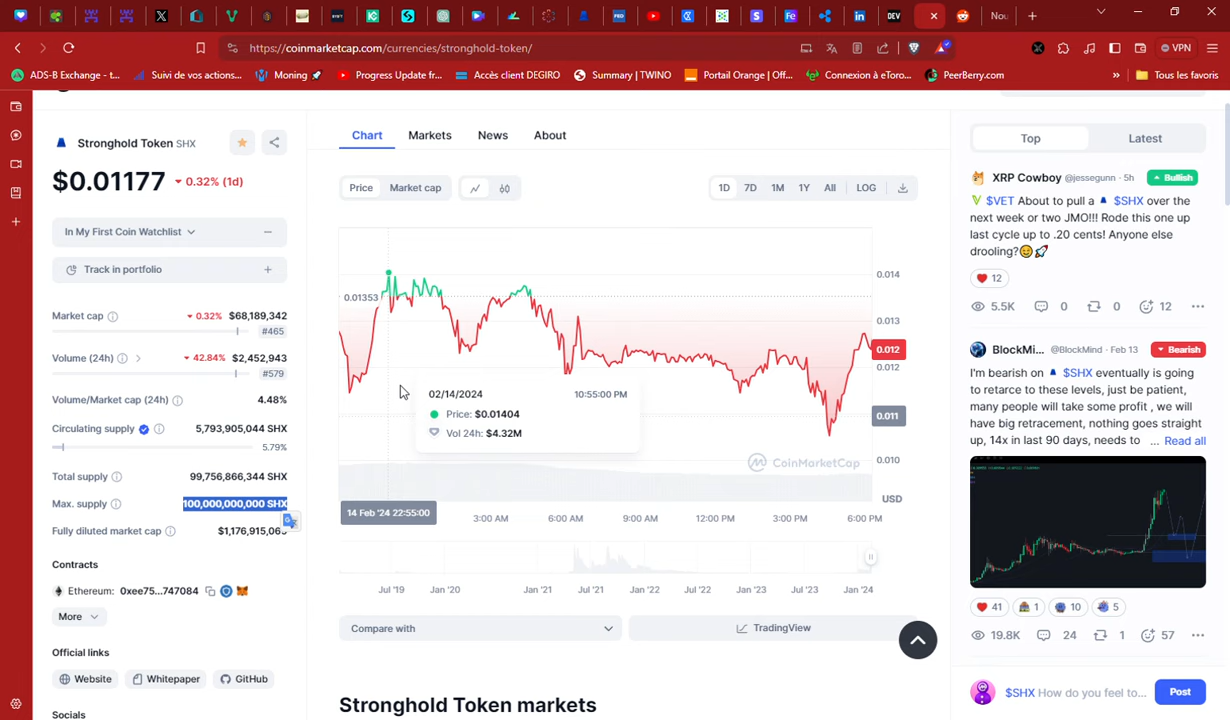 DEV
Nou
https://coinmarketcap.com/currencies/stronghold-token/
VPN
ADS-B Exchange - t...
Suivi de vos actions...
Moning
Progress Update fr...
Accès client DEGIRO
Summary | TWINO
Portail Orange | Off...
Connexion à eToro...
PeerBerry.com
»
Tous les favoris
Stronghold Token SHX
$0.01177
0.32% (1d)
In My First Coin Watchlist
Track in portfolio
Market cap
0.32% $68,189,342
#465
Volume (24h)
42.84% $2,452,943
#579
Volume/Market cap (24h)
4.48%
Circulating supply
5,793,905,044 SHX
5.79%
Total supply
99,756,866,344 SHX
Max. supply
100,000,000,000 SHX
Fully diluted market cap
Contracts
Ethereum: 0xee75...747084
More
Official links
Website
Whitepaper
GitHub
Socials
Chart
Markets
News
About
Price
Market cap
1D
7D
1M
1Y
All
LOG
0.01353
0.014
0.013
0.012
0.012
0.011
0.010
USD
02/14/2024
10:55:00 PM
Price: $0.01404
Vol 24h: $4.32M
CoinMarketCap
14 Feb '24 22:55:00
3:00 AM
6:00 AM
9:00 AM
12:00 PM
3:00 PM
6:00 PM
Jul '19
Jan '20
Jan '21
Jul '21
Jan '22
Jul '22
Jan '23
Jul '23
Jan '24
Compare with
TradingView
Stronghold Token markets
Top
Latest
XRP Cowboy @jessegunn · 5h
Bullish
$VET About to pull a $SHX over the
next week or two JMO!!! Rode this one up
last cycle up to .20 cents! Anyone else
drooling?😉🚀
12
5.5K
0
0
12
BlockMi... @BlockMind · Feb 13
Bearish
I'm bearish on $SHX eventually is going
to retarce to these levels, just be patient,
many people will take some profit , we will
have big retracement, nothing goes straight
up, 14x in last 90 days, needs to ... Read all
41
1
10
5
19.8K
24
1
57
$SHX How do you feel to...
Post